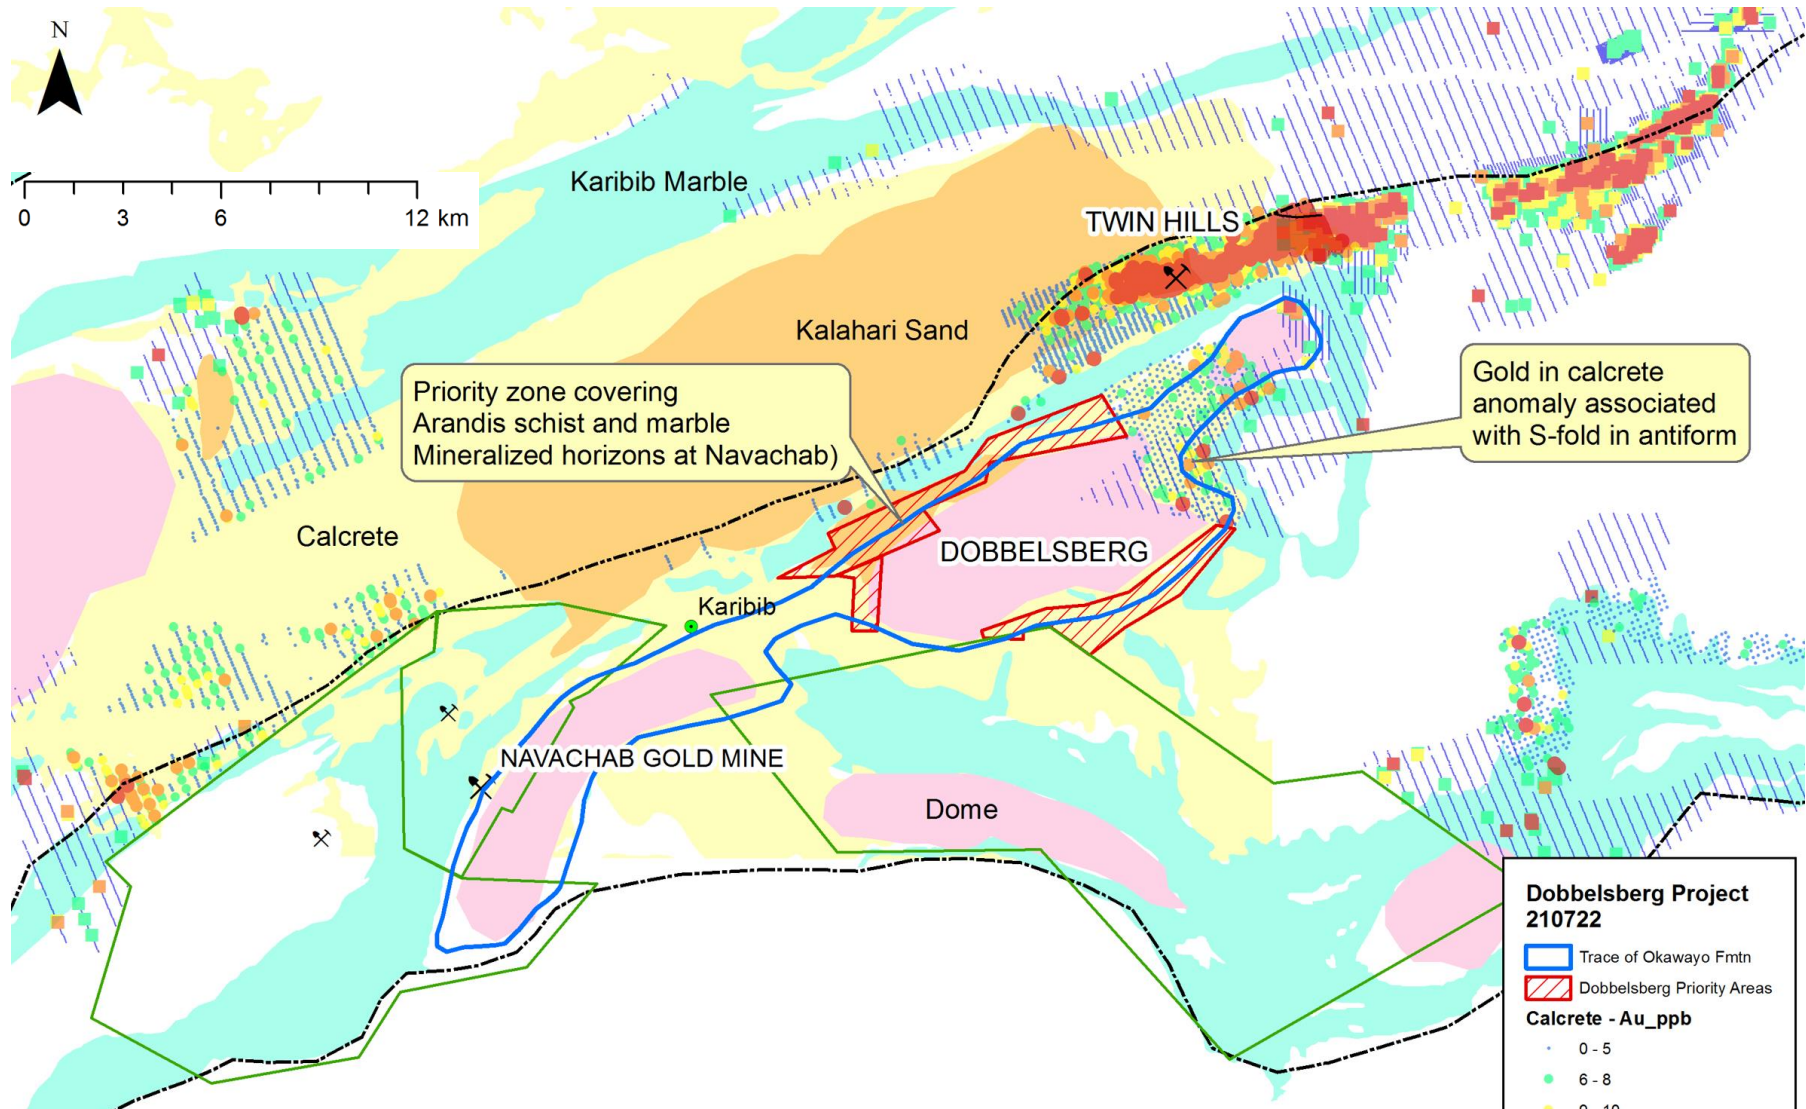 N
0 3 6 12 km
Karibib Marble
TWIN HILLS
Kalahari Sand
Priority zone covering
Arandis schist and marble
Mineralized horizons at Navachab)
Gold in calcrete
anomaly associated
with S-fold in antiform
Calcrete
DOBBELSBERG
Karibib
NAVACHAB GOLD MINE
Dome
Dobbelsberg Project
210722
Trace of Okawayo Fmtn
Dobbelsberg Priority Areas
Calcrete - Au_ppb
0 - 5
6 - 8